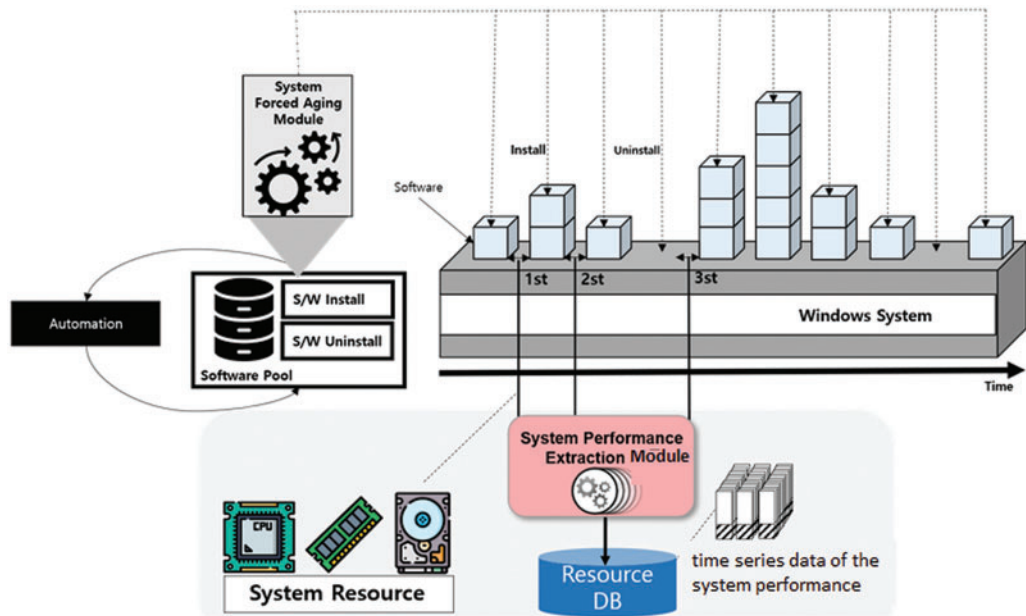 System
Forced Aging
Module
Install
Uninstall
Software
1st
2st
3st
S/W Install
S/W Uninstall
Software Pool
Automation
Windows System
Time
System Performance
Extraction Module
CPU
System Resource
Resource
DB
time series data of the
system performance